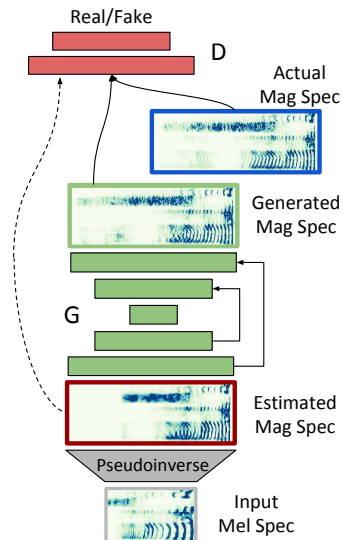 Real/Fake
D
Actual
Mag Spec
Generated
Mag Spec
G
Estimated
Mag Spec
Pseudoinverse
Input
Mel Spec